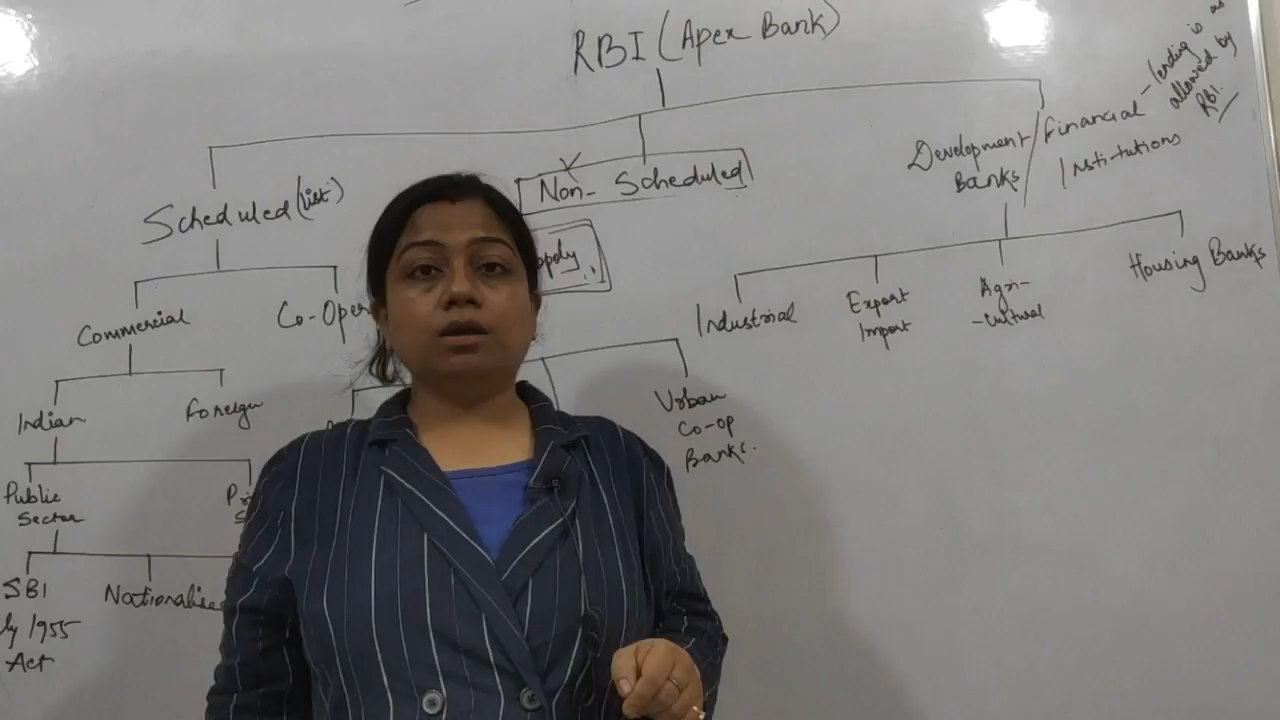 RBI (Apex Bank)
- lending is as
allowed by
RBI.
Development / Financial
Banks / Institutions
Non-Scheduled
Scheduled (list)
Housing Banks
Industrial
Export
Import
Agri-
-cultural
Commercial
Co-Oper
Indian
Foreign
Urban
Co-op
Banks.
Public
Sector
SBI
Nationalise
by 1955
Act